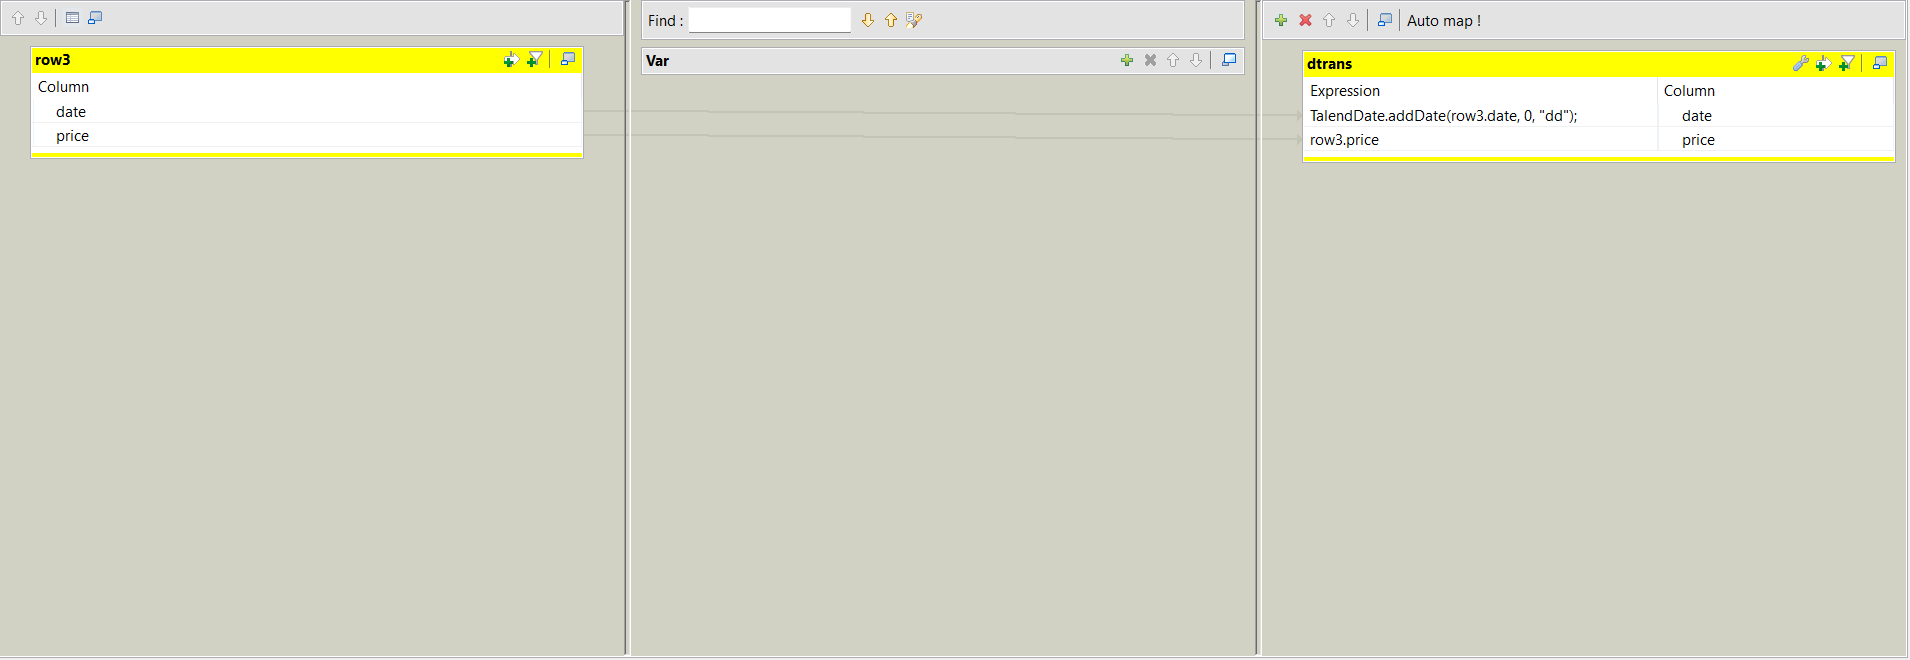 row3
Column
date
price
Find :
Var
Auto map !
dtrans
Expression Column
TalendDate.addDate(row3.date, 0, "dd"); date
row3.price price